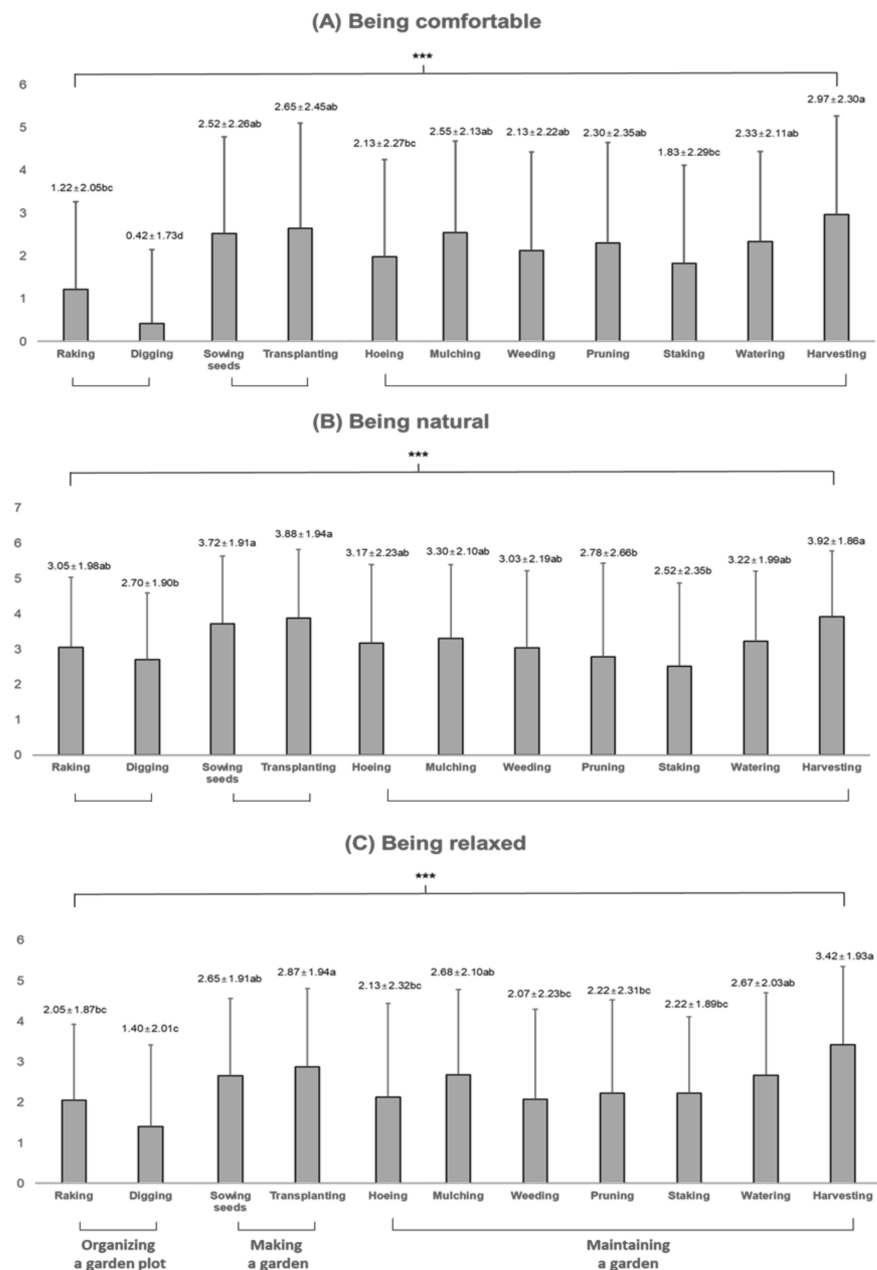 (A) Being comfortable
***
6
5
4
3
2
1
0
1.22±2.05bc
0.42±1.73d
2.52±2.26ab
2.65±2.45ab
2.13±2.27bc
2.55±2.13ab
2.13±2.22ab
2.30±2.35ab
1.83±2.29bc
2.33±2.11ab
2.97±2.30a
Raking Digging Sowing seeds Transplanting Hoeing Mulching Weeding Pruning Staking Watering Harvesting
(B) Being natural
***
7
6
5
4
3
2
1
0
3.05±1.98ab
2.70±1.90b
3.72±1.91a
3.88±1.94a
3.17±2.23ab
3.30±2.10ab
3.03±2.19ab
2.78±2.66b
2.52±2.35b
3.22±1.99ab
3.92±1.86a
Raking Digging Sowing seeds Transplanting Hoeing Mulching Weeding Pruning Staking Watering Harvesting
(C) Being relaxed
***
6
5
4
3
2
1
0
2.05±1.87bc
1.40±2.01c
2.65±1.91ab
2.87±1.94a
2.13±2.32bc
2.68±2.10ab
2.07±2.23bc
2.22±2.31bc
2.22±1.89bc
2.67±2.03ab
3.42±1.93a
Raking Digging Sowing seeds Transplanting Hoeing Mulching Weeding Pruning Staking Watering Harvesting
Organizing
a garden plot
Making
a garden
Maintaining
a garden